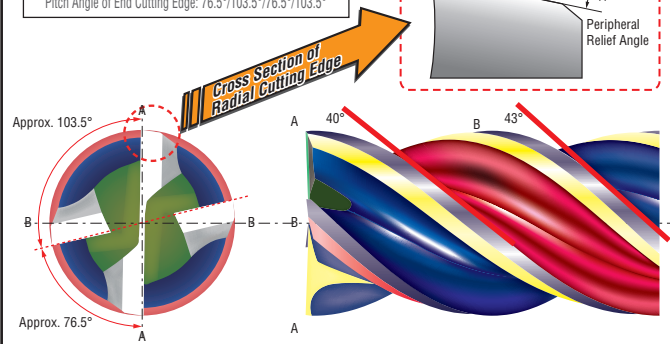 Pitch Angle of End Cutting Edge: 76.5°/103.5°/76.5°/103.5°
Peripheral
Relief Angle
Cross Section of
Radial Cutting Edge
Approx. 103.5°
A
A
40°
B
43°
B
B
B
Approx. 76.5°
A
A